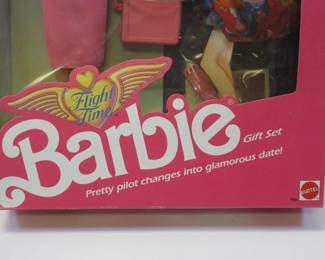 Flight
Time
Barbie
Gift Set
Pretty pilot changes into glamorous date!
MATTEL